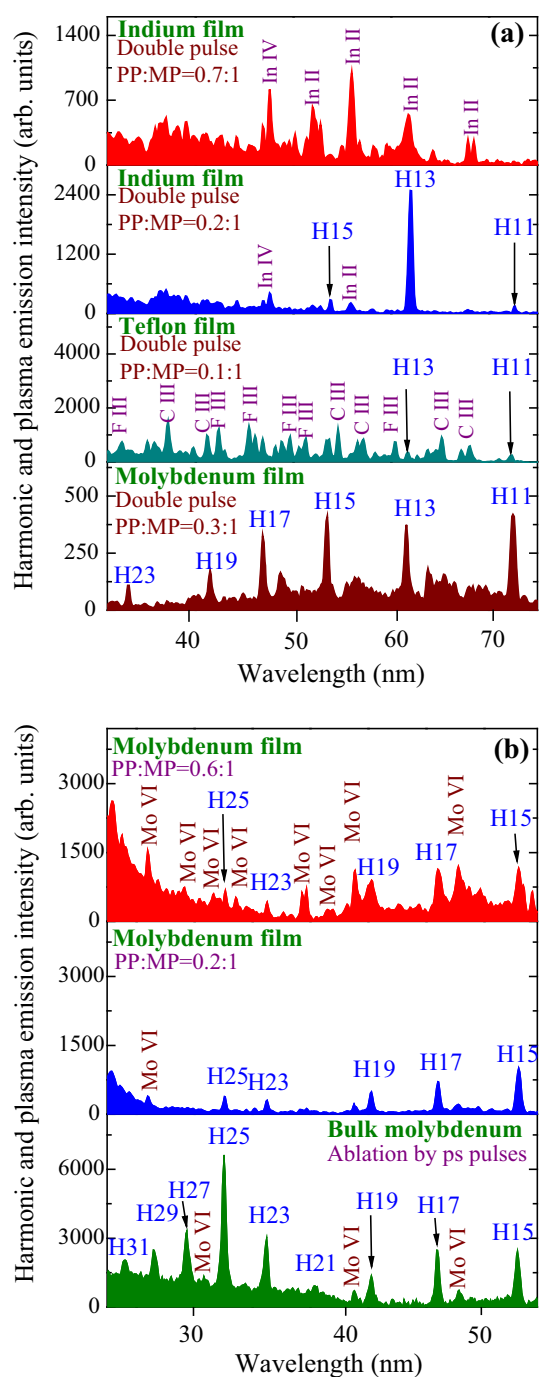 Harmonic and plasma emission intensity (arb. units)
(a)
Indium film
Double pulse
PP:MP=0.7:1
1400
700
0
In IV
In II
In II
In II
In II
Indium film
Double pulse
PP:MP=0.2:1
2400
1200
0
In IV
H15
In II
H13
H11
Teflon film
Double pulse
PP:MP=0.1:1
4000
2000
0
F III
C III
C III
F III
F III
F III
F III
C III
C III
F III
H13
C III
C III
H11
Molybdenum film
Double pulse
PP:MP=0.3:1
500
250
0
H23
H19
H17
H15
H13
H11
40
50
60
70
Wavelength (nm)
Harmonic and plasma emission intensity (arb. units)
(b)
Molybdenum film
PP:MP=0.6:1
3000
1500
0
Mo VI
Mo VI
Mo VI
H25
Mo VI
H23
Mo VI
Mo VI
Mo VI
H19
H17
Mo VI
H15
Molybdenum film
PP:MP=0.2:1
3000
1500
0
Mo VI
H25
H23
H19
H17
H15
Bulk molybdenum
Ablation by ps pulses
6000
3000
0
H31
H29
H27
Mo VI
H25
H23
H21
Mo VI
H19
H17
Mo VI
H15
30
40
50
Wavelength (nm)